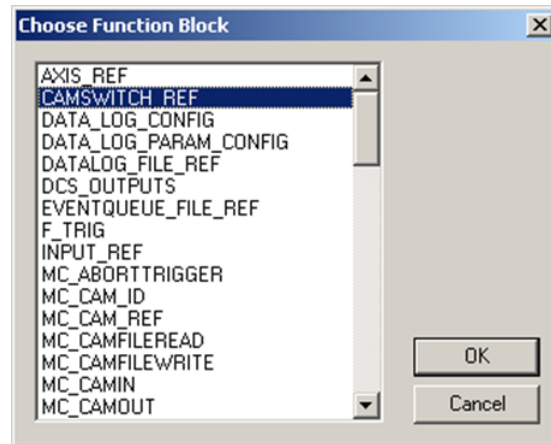 Choose Function Block
AXIS_REF
CAMSWITCH_REF
DATA_LOG_CONFIG
DATA_LOG_PARAM_CONFIG
DATALOG_FILE_REF
DCS_OUTPUTS
EVENTQUEUE_FILE_REF
F_TRIG
INPUT_REF
MC_ABORTTRIGGER
MC_CAM_ID
MC_CAM_REF
MC_CAMFILEREAD
MC_CAMFILEWRITE
MC_CAMIN
MC_CAMOUT
OK
Cancel